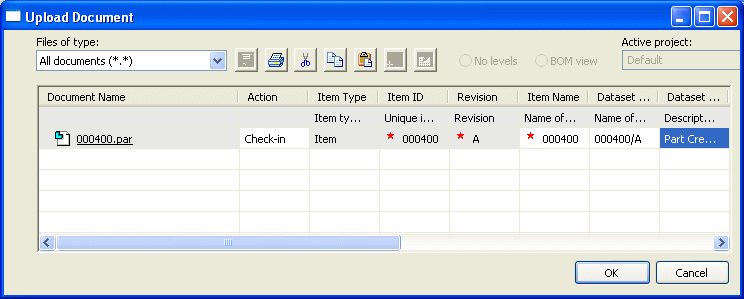 Upload Document
Files of type:
Active project:
All documents (*.*)
No levels
BOM view
Default
Document Name Action Item Type Item ID Revision Item Name Dataset ... Dataset ...
Item ty... Unique i... Revision Name of... Name of... Descript...
000400.par Check-in Item * 000400 * A * 000400 000400/A Part Cre...
OK Cancel